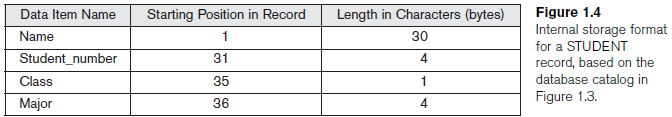 Data Item Name Starting Position in Record Length in Characters (bytes)
Name 1 30
Student_number 31 4
Class 35 1
Major 36 4
Figure 1.4
Internal storage format
for a STUDENT
record, based on the
database catalog in
Figure 1.3.